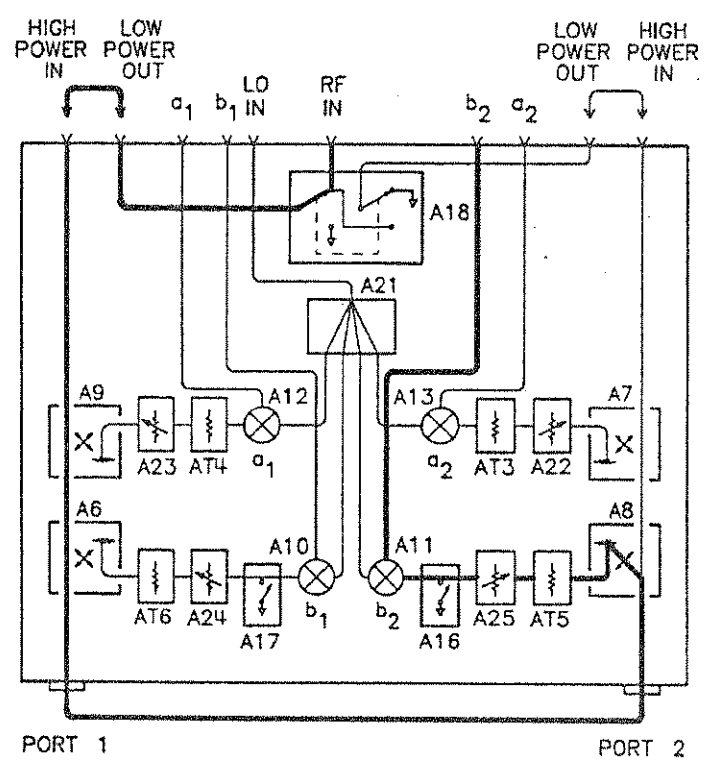 HIGH POWER IN
LOW POWER OUT
a1
b1
LO IN
RF IN
b2
a2
LOW POWER OUT
HIGH POWER IN
A18
A21
A9
A12
A13
A7
A23
AT4
a1
a2
AT3
A22
A6
A10
A11
A8
AT6
A24
A17
b1
b2
A16
A25
AT5
PORT 1
PORT 2